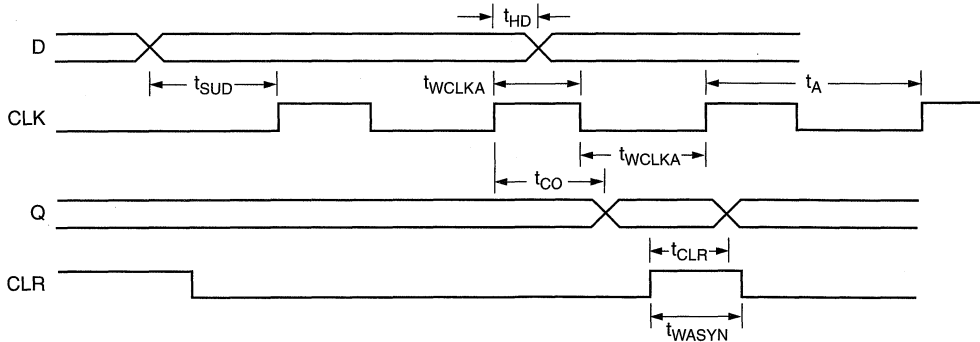 tHD
D
tSUD
tWCLKA
tA
CLK
tWCLKA
tCO
Q
tCLR
CLR
tWASYN